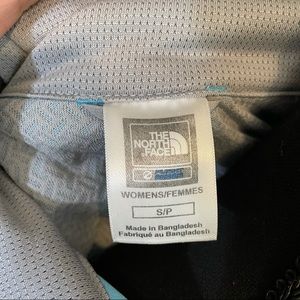 THE
NORTH
FACE
WOMENS/FEMMES
S/P
Made in Bangladesh
Fabriqué au Bangladesh